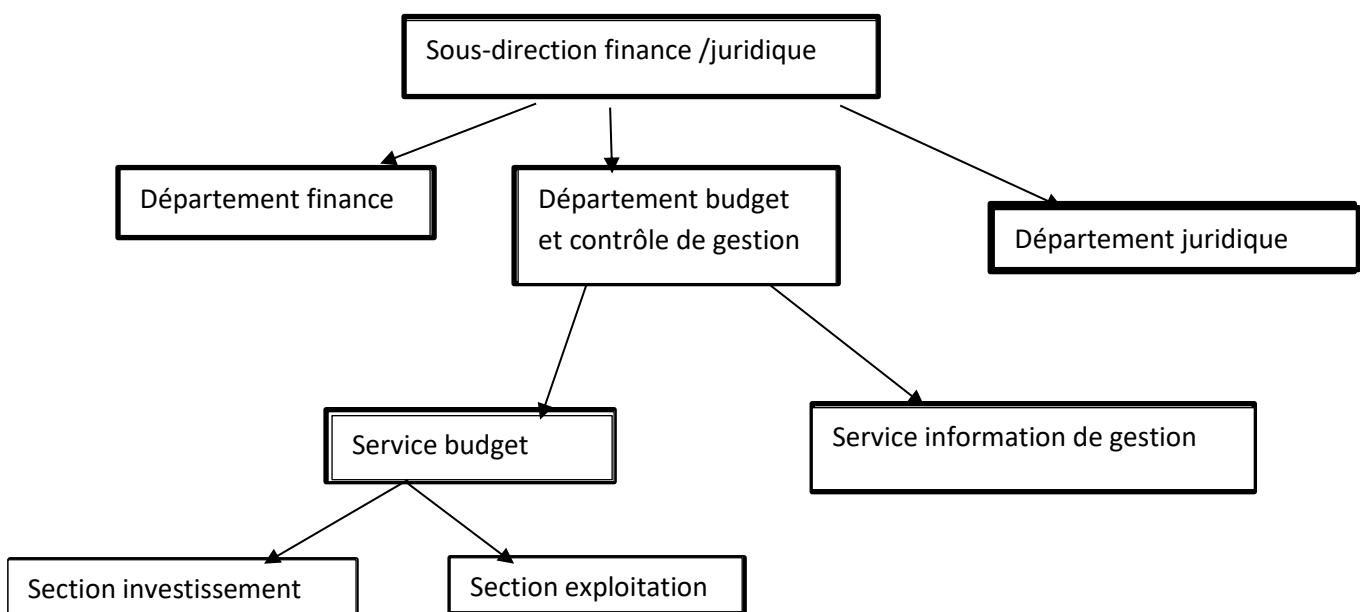 Sous-direction finance /juridique
Département finance
Département budget
et contrôle de gestion
Département juridique
Service budget
Service information de gestion
Section investissement
Section exploitation